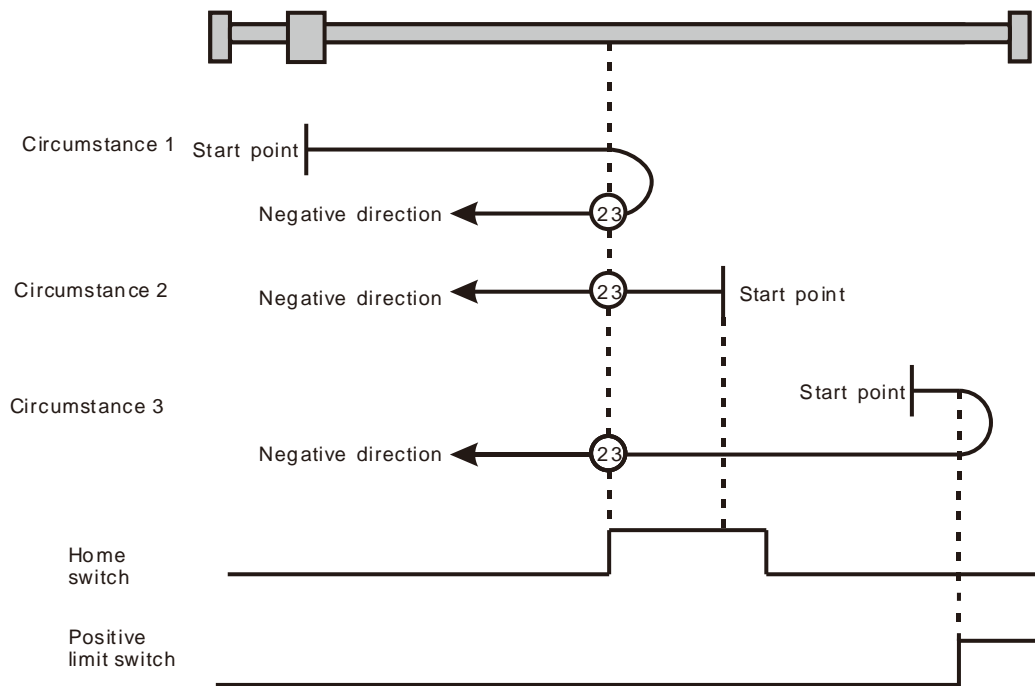 Circumstance 1
Start point
Negative direction
23
Circumstance 2
Negative direction
23
Start point
Circumstance 3
Start point
Negative direction
23
Home
switch
Positive
limit switch